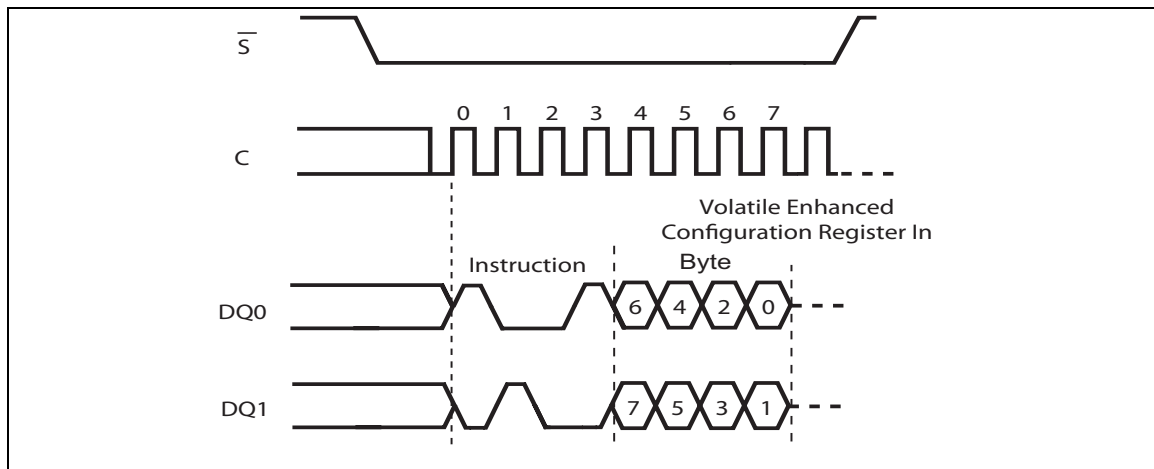 S
0 1 2 3 4 5 6 7
C
Volatile Enhanced
Configuration Register In
Byte
Instruction
DQ0
6 4 2 0
DQ1
7 5 3 1